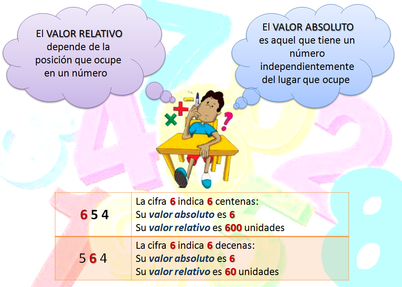 El VALOR RELATIVO
depende de la
posición que ocupe
en un número
El VALOR ABSOLUTO
es aquel que tiene un
número
independientemente
del lugar que ocupe
6 5 4
La cifra 6 indica 6 centenas:
Su valor absoluto es 6
Su valor relativo es 600 unidades
5 6 4
La cifra 6 indica 6 decenas:
Su valor absoluto es 6
Su valor relativo es 60 unidades